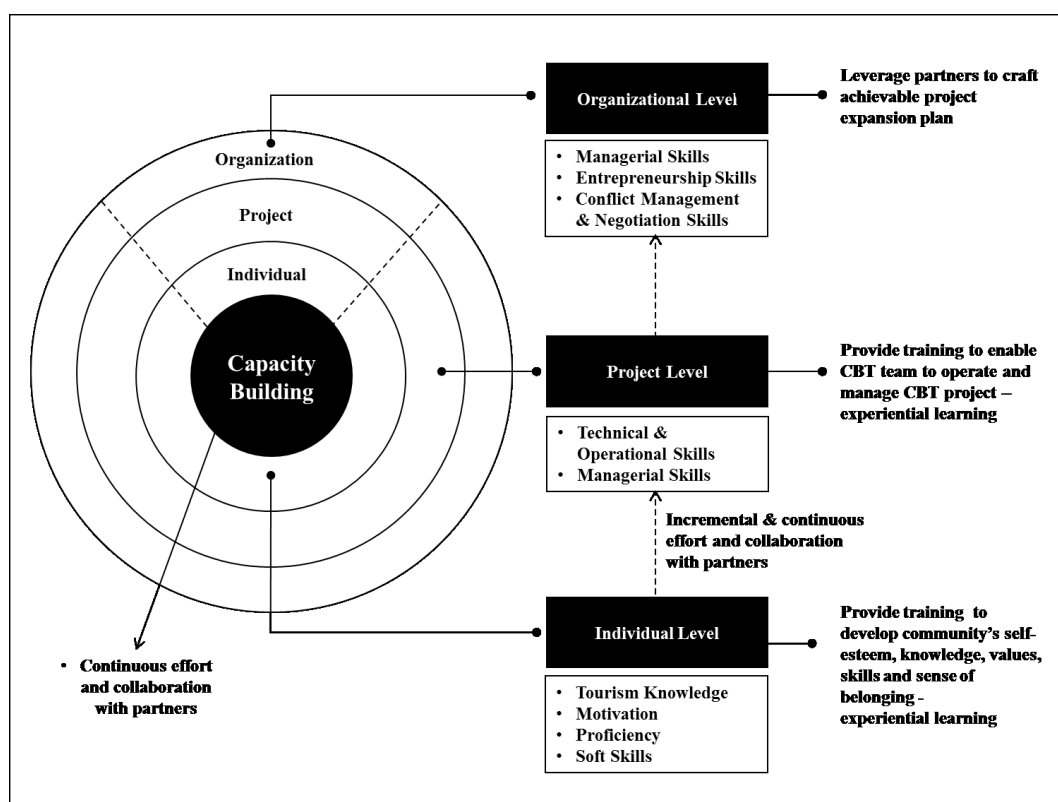 Organization
Project
Individual
Capacity
Building
• Continuous effort
and collaboration
with partners
Organizational Level
• Managerial Skills
• Entrepreneurship Skills
• Conflict Management
& Negotiation Skills
Leverage partners to craft
achievable project
expansion plan
Project Level
• Technical &
Operational Skills
• Managerial Skills
Provide training to enable
CBT team to operate and
manage CBT project –
experiential learning
Incremental & continuous
effort and collaboration
with partners
Individual Level
• Tourism Knowledge
• Motivation
• Proficiency
• Soft Skills
Provide training to
develop community's self-
esteem, knowledge, values,
skills and sense of
belonging -
experiential learning